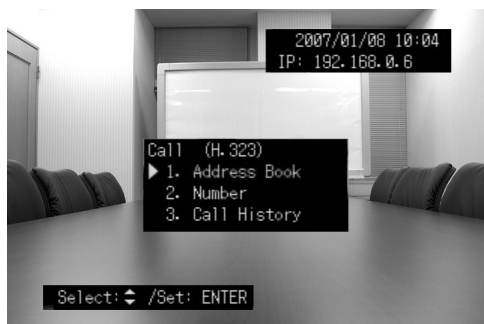 2007/01/08 10:04
IP: 192.168.0.6
Call (H.323)
▶ 1. Address Book
2. Number
3. Call History
Select:⬍ /Set: ENTER